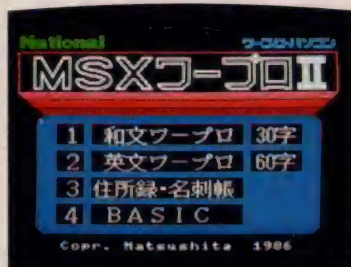 National ワープロパソコン
MSXワープロII
1 和文ワープロ 30字
2 英文ワープロ 60字
3 住所録・名刺帳
4 BASIC
Copr. Matsushita 1986